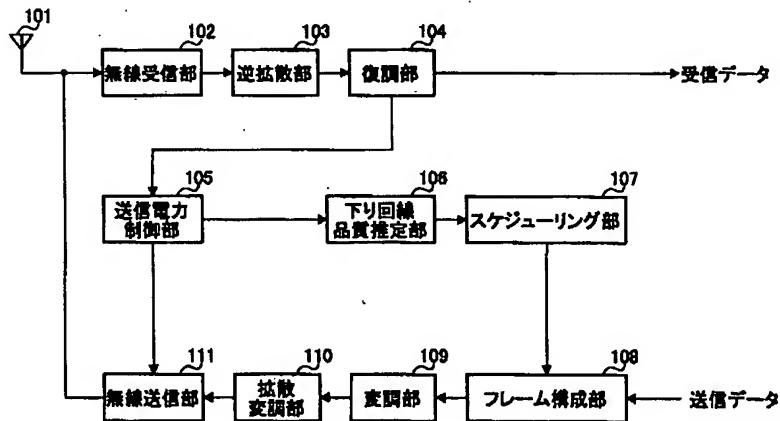 101
102
103
104
無線受信部
逆拡散部
復調部
受信データ
105
106
107
送信電力
制御部
下り回線
品質推定部
スケジューリング部
111
110
109
108
無線送信部
拡散
変調部
変調部
フレーム構成部
送信データ